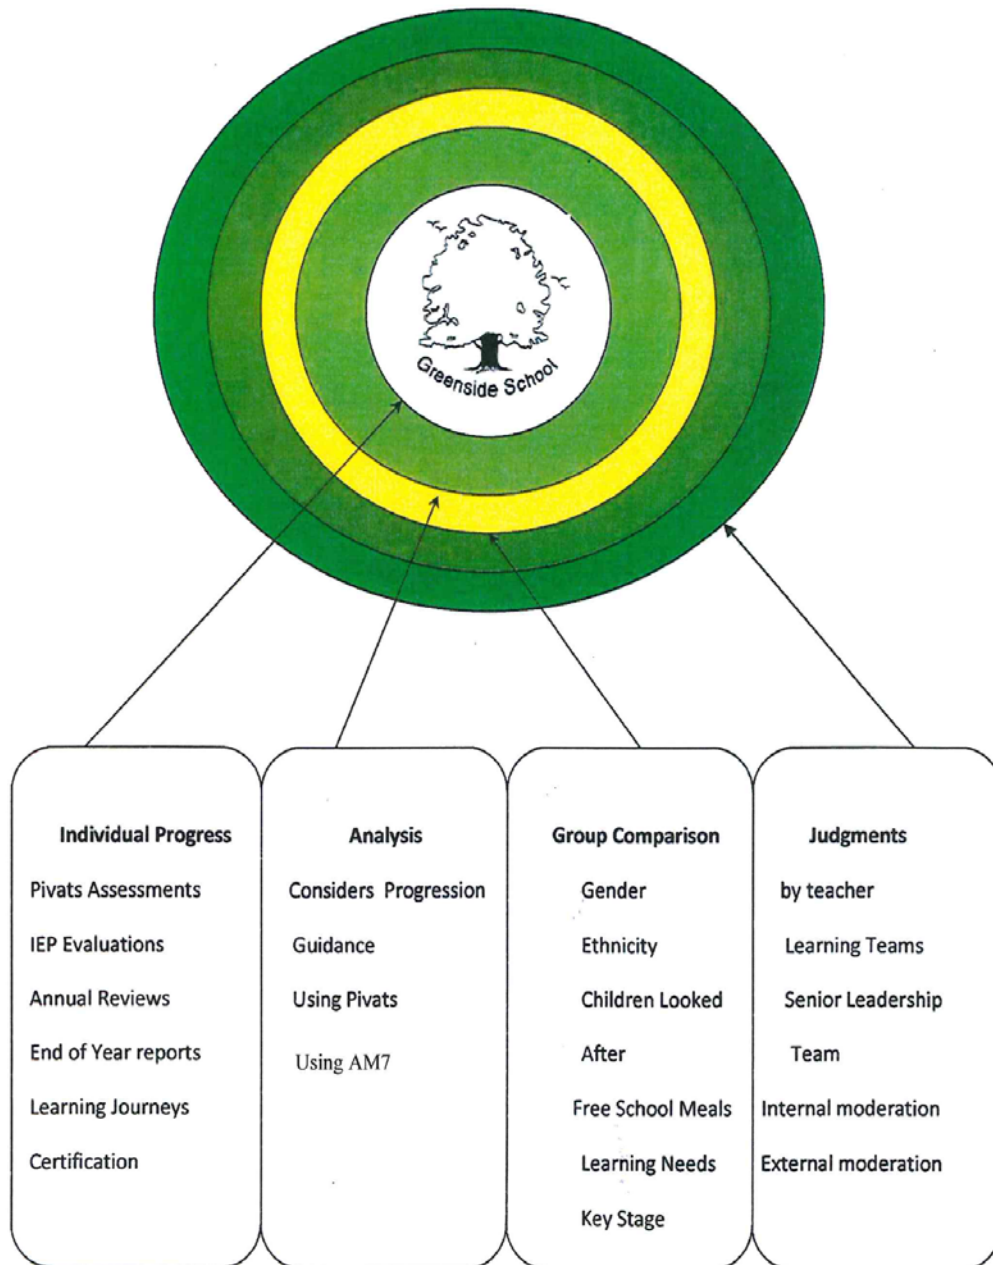 Greenside School
Individual Progress
Pivats Assessments
IEP Evaluations
Annual Reviews
End of Year reports
Learning Journeys
Certification
Analysis
Considers Progression
Guidance
Using Pivats
Using AM7
Group Comparison
Gender
Ethnicity
Children Looked
After
Free School Meals
Learning Needs
Key Stage
Judgments
by teacher
Learning Teams
Senior Leadership
Team
Internal moderation
External moderation